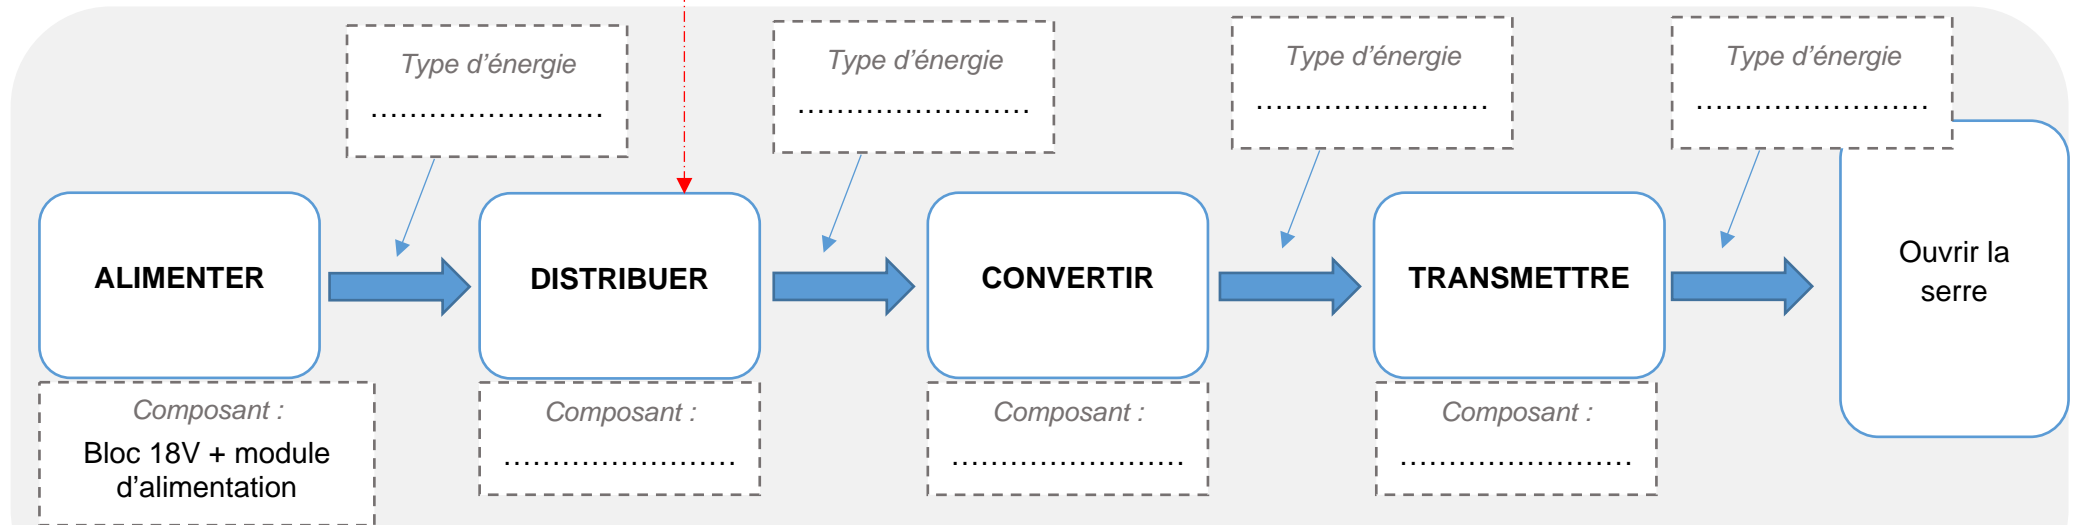 Type d'énergie
……………………
Type d'énergie
……………………
Type d'énergie
……………………
Type d'énergie
……………………
ALIMENTER
DISTRIBUER
CONVERTIR
TRANSMETTRE
Ouvrir la
serre
Composant :
Bloc 18V + module
d'alimentation
Composant :
……………………
Composant :
……………………
Composant :
……………………